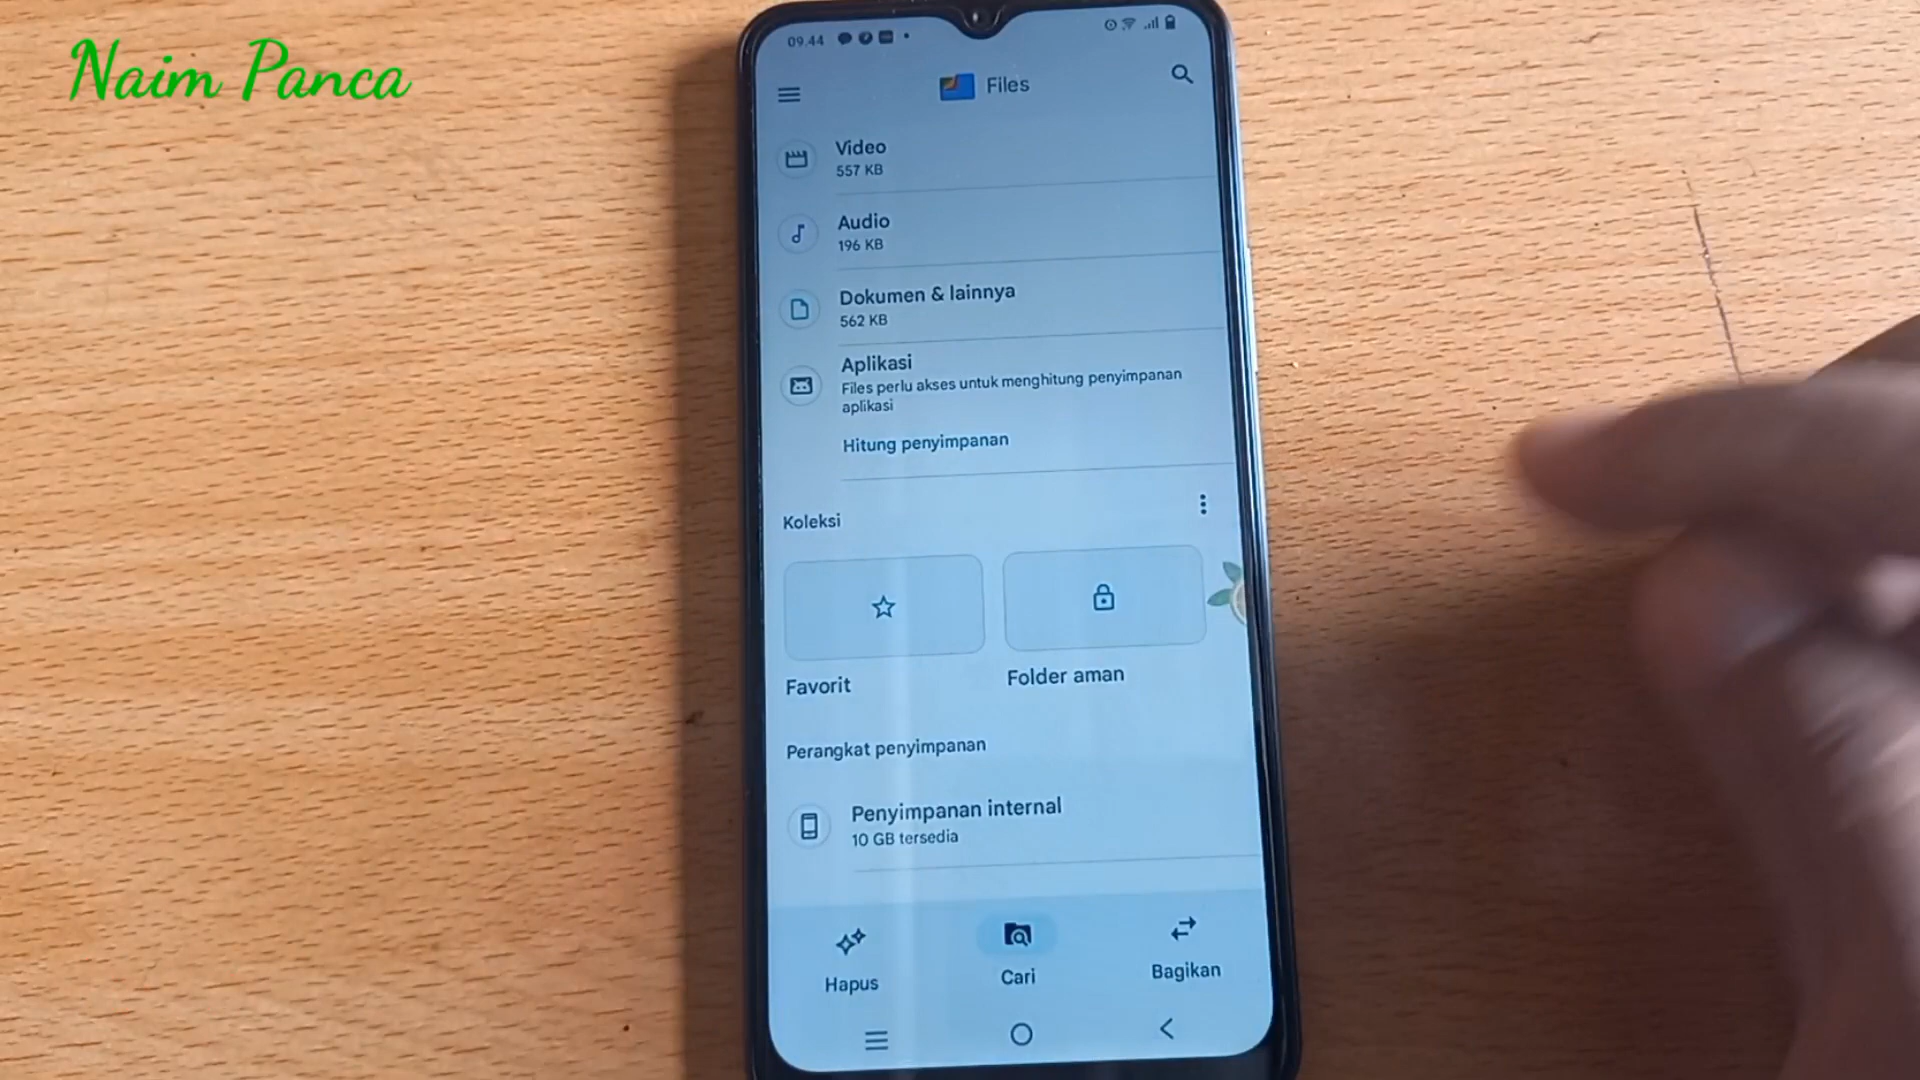 Naim Panca
09.44
Files
Video
557 KB
Audio
196 KB
Dokumen & lainnya
562 KB
Aplikasi
Files perlu akses untuk menghitung penyimpanan
aplikasi
Hitung penyimpanan
Koleksi
Favorit
Folder aman
Perangkat penyimpanan
Penyimpanan internal
10 GB tersedia
Hapus
Cari
Bagikan